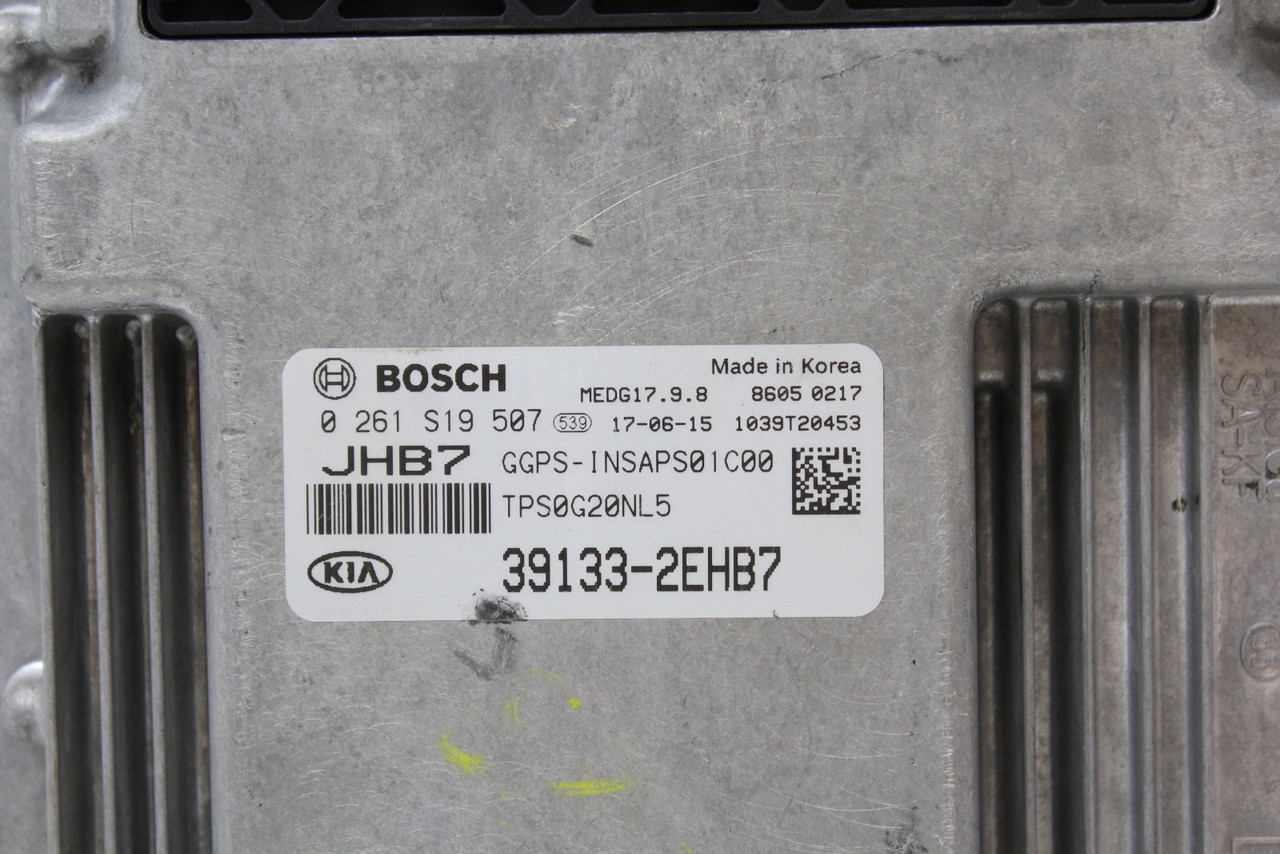 BOSCH Made in Korea
MEDG17.9.8 8605 0217
0 261 S19 507 539 17-06-15 1039T20453
JHB7 GGPS-INSAPS01C00
TPS0G20NL5
KIA 39133-2EHB7